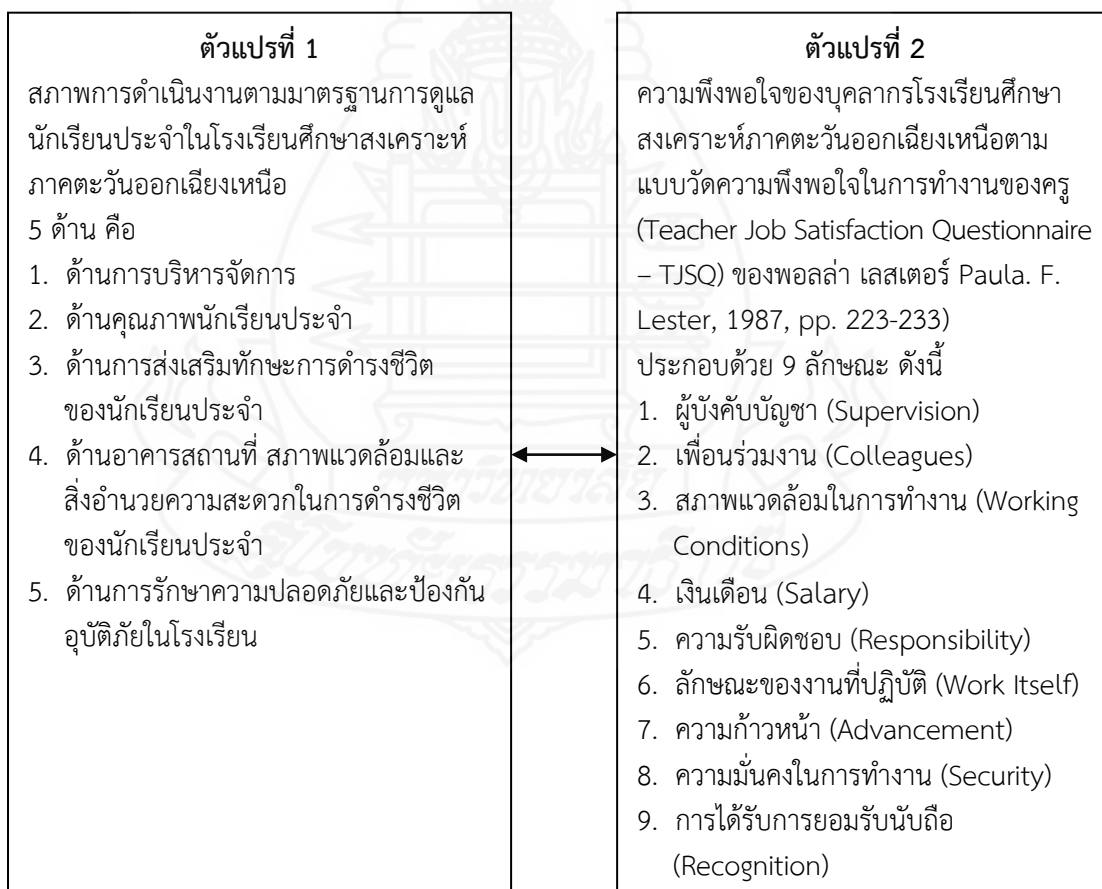 ตัวแปรที่ 1
สภาพการดำเนินงานตามมาตรฐานการดูแล
นักเรียนประจำในโรงเรียนศึกษาสงเคราะห์
ภาคตะวันออกเฉียงเหนือ
5 ด้าน คือ
1. ด้านการบริหารจัดการ
2. ด้านคุณภาพนักเรียนประจำ
3. ด้านการส่งเสริมทักษะการดำรงชีวิต
ของนักเรียนประจำ
4. ด้านอาคารสถานที่ สภาพแวดล้อมและ
สิ่งอำนวยความสะดวกในการดำรงชีวิต
ของนักเรียนประจำ
5. ด้านการรักษาความปลอดภัยและป้องกัน
อุบัติภัยในโรงเรียน
ตัวแปรที่ 2
ความพึงพอใจของบุคลากรโรงเรียนศึกษา
สงเคราะห์ภาคตะวันออกเฉียงเหนือตาม
แบบวัดความพึงพอใจในการทำงานของครู
(Teacher Job Satisfaction Questionnaire
– TJSQ) ของพอลล่า เลสเตอร์ Paula. F.
Lester, 1987, pp. 223-233)
ประกอบด้วย 9 ลักษณะ ดังนี้
1. ผู้บังคับบัญชา (Supervision)
2. เพื่อนร่วมงาน (Colleagues)
3. สภาพแวดล้อมในการทำงาน (Working
Conditions)
4. เงินเดือน (Salary)
5. ความรับผิดชอบ (Responsibility)
6. ลักษณะของงานที่ปฏิบัติ (Work Itself)
7. ความก้าวหน้า (Advancement)
8. ความมั่นคงในการทำงาน (Security)
9. การได้รับการยอมรับนับถือ
(Recognition)